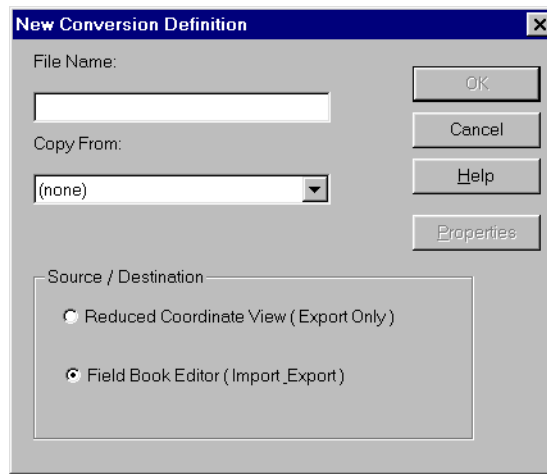 New Conversion Definition
File Name:
OK
Cancel
Copy From:
Help
(none)
Properties
Source / Destination
Reduced Coordinate View ( Export Only )
Field Book Editor ( Import_Export )